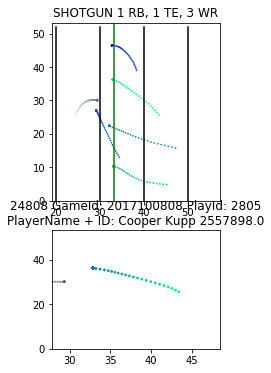 SHOTGUN 1 RB, 1 TE, 3 WR
50
40
30
20
10
0
20 30 40 50
24808 GameId: 2017100808, PlayId: 2805
PlayerName + ID: Cooper Kupp 2557898.0
40
20
0
30 35 40 45